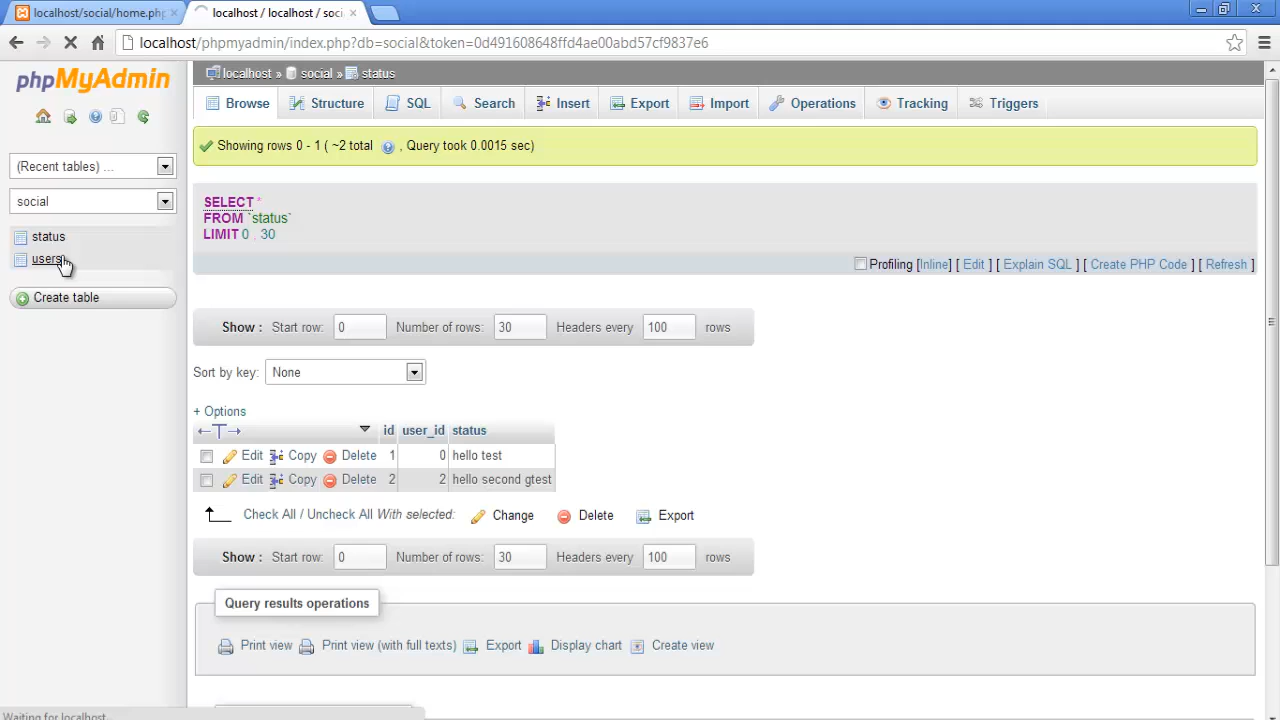 localhost/social/home.php
localhost / localhost / soci
localhost/phpmyadmin/index.php?db=social&token=0d491608648ffd4ae00abd57cf9837e6
phpMyAdmin
localhost » social » status
Browse Structure SQL Search Insert Export Import Operations Tracking Triggers
(Recent tables) ...
social
status
users
Create table
Showing rows 0 - 1 ( ~2 total , Query took 0.0015 sec)
SELECT *
FROM `status`
LIMIT 0 , 30
Profiling [Inline] [ Edit ] [ Explain SQL ] [ Create PHP Code ] [ Refresh ]
Show : Start row: 0 Number of rows: 30 Headers every 100 rows
Sort by key: None
+ Options
←T→ id user_id status
Edit Copy Delete 1 0 hello test
Edit Copy Delete 2 2 hello second gtest
Check All / Uncheck All With selected: Change Delete Export
Show : Start row: 0 Number of rows: 30 Headers every 100 rows
Query results operations
Print view Print view (with full texts) Export Display chart Create view
Waiting for localhost...